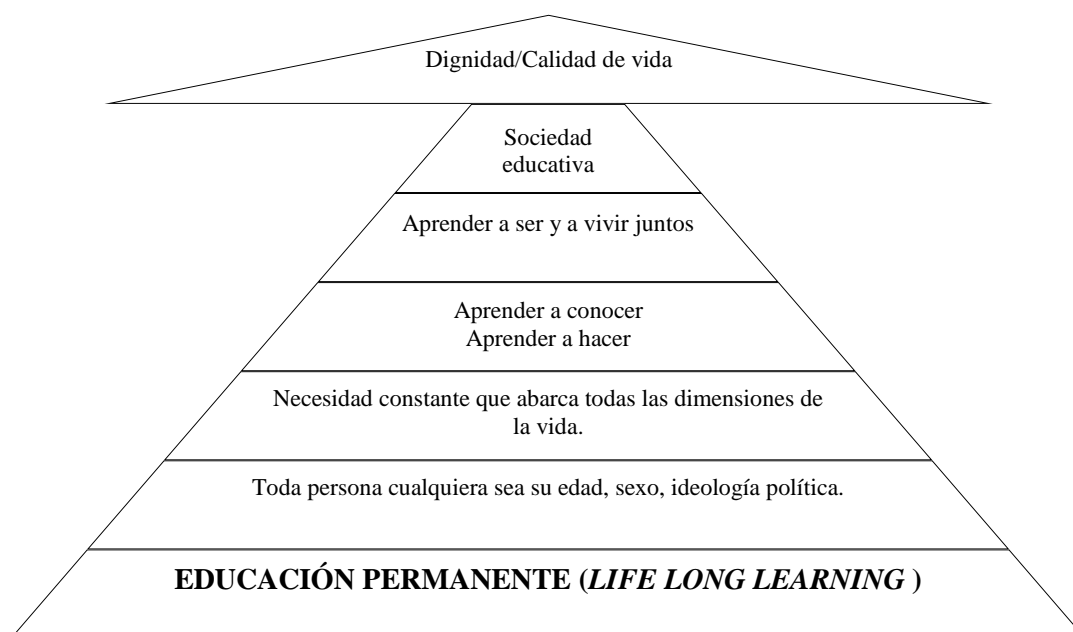 Dignidad/Calidad de vida
Sociedad
educativa
Aprender a ser y a vivir juntos
Aprender a conocer
Aprender a hacer
Necesidad constante que abarca todas las dimensiones de
la vida.
Toda persona cualquiera sea su edad, sexo, ideología política.
EDUCACIÓN PERMANENTE (LIFE LONG LEARNING )